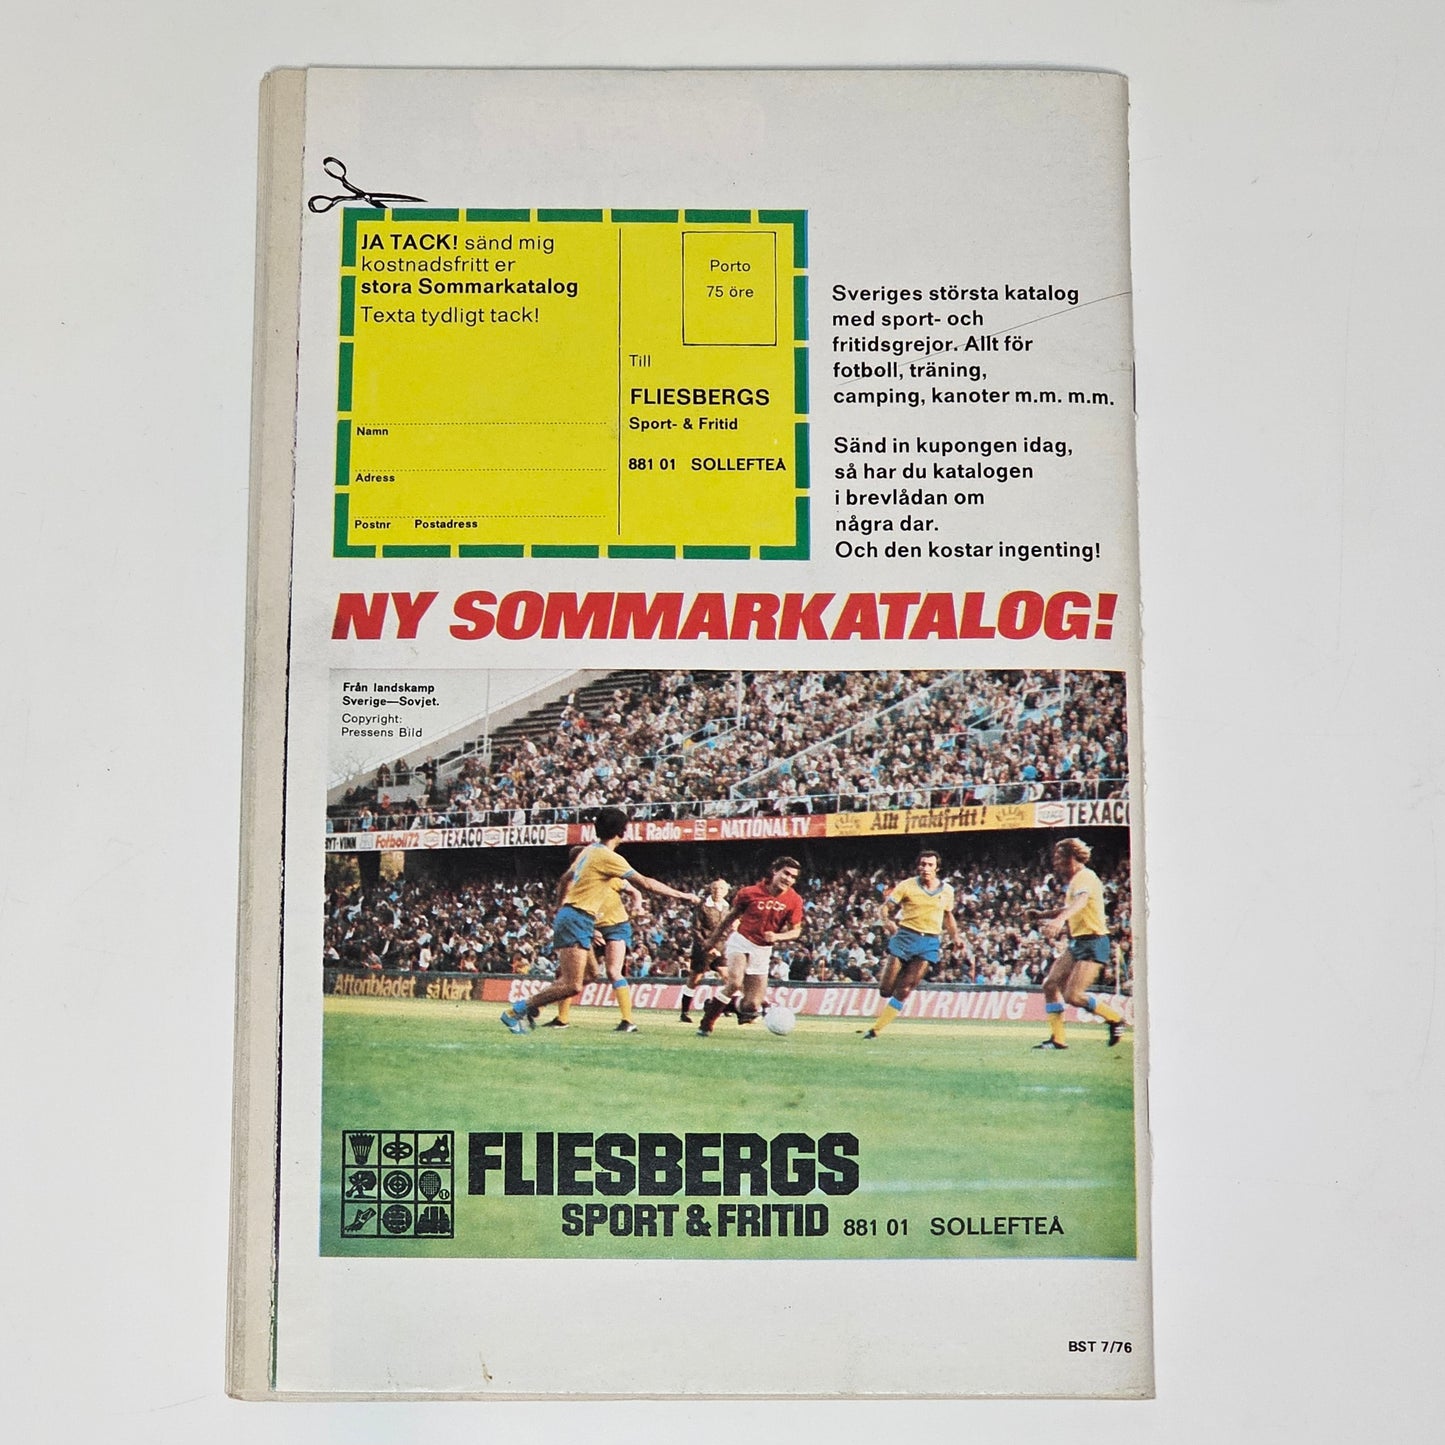 JA TACK! sänd mig
kostnadsfritt er
stora Sommarkatalog
Texta tydligt tack!
Namn
Adress
Postnr Postadress
Porto
75 öre
Till
FLIESBERGS
Sport- & Fritid
881 01 SOLLEFTEÅ
Sveriges största katalog
med sport- och
fritidsgrejor. Allt för
fotboll, träning,
camping, kanoter m.m. m.m.
Sänd in kupongen idag,
så har du katalogen
i brevlådan om
några dar.
Och den kostar ingenting!
NY SOMMARKATALOG!
Från landskamp
Sverige—Sovjet.
Copyright:
Pressens Bild
Fotboll72 TEXACO TEXACO Radio - NATIONAL TV Allt fraktfritt! TEXACO
CCCP
Aftonbladet såklart ESSO BILTVÄTT
FLIESBERGS
SPORT & FRITID 881 01 SOLLEFTEÅ
BST 7/76